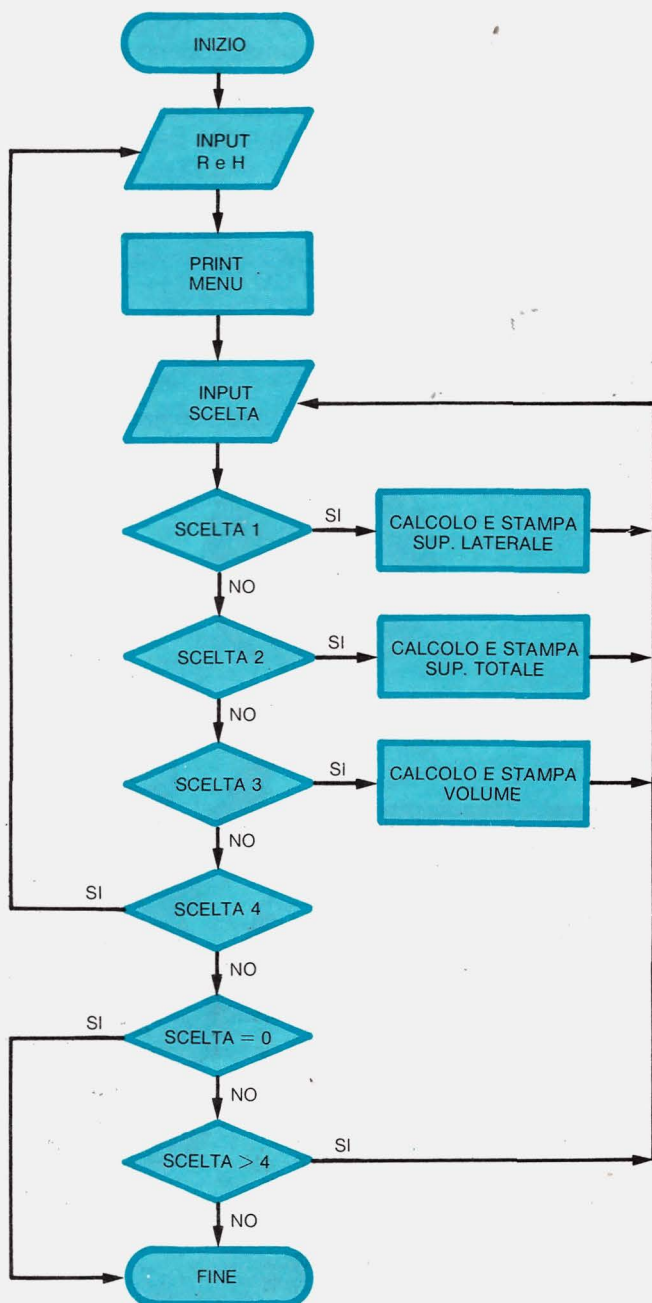 INIZIO
INPUT
R e H
PRINT
MENU
INPUT
SCELTA
SCELTA 1
SI
CALCOLO E STAMPA
SUP. LATERALE
NO
SCELTA 2
SI
CALCOLO E STAMPA
SUP. TOTALE
NO
SCELTA 3
SI
CALCOLO E STAMPA
VOLUME
NO
SI
SCELTA 4
NO
SI
SCELTA = 0
NO
SCELTA > 4
SI
NO
FINE